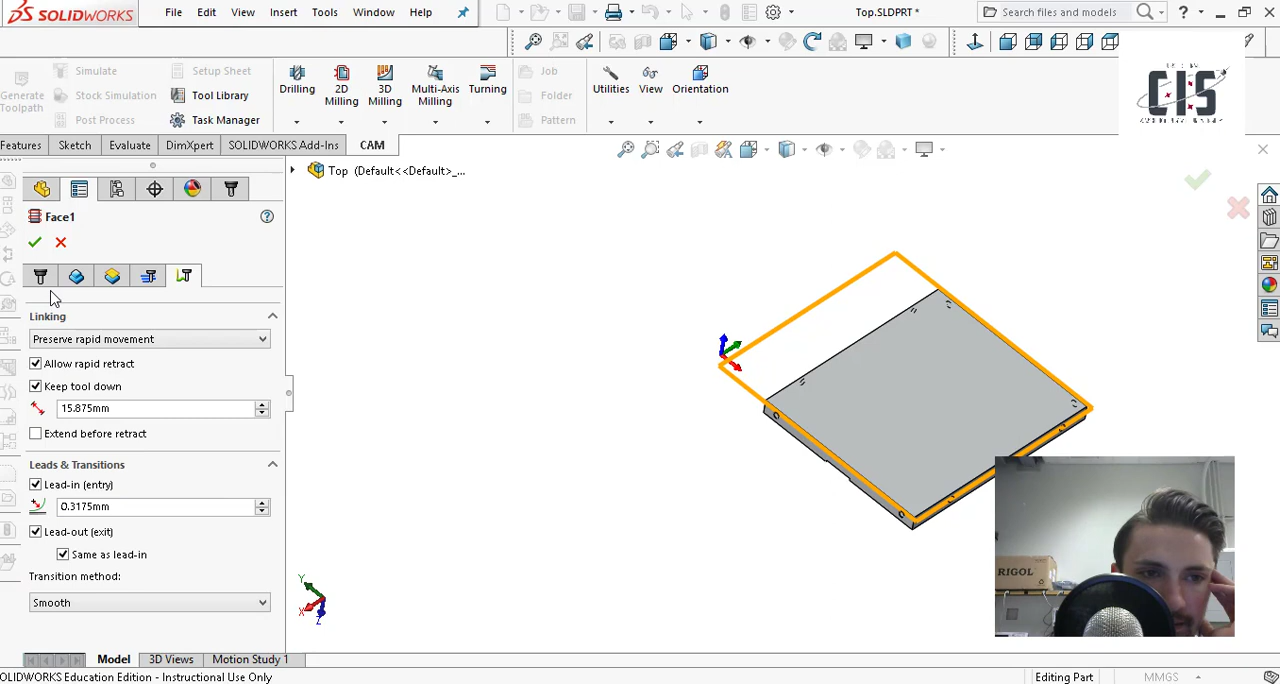 SOLIDWORKS File Edit View Insert Tools Window Help Top.SLDPRT * Search files and models ?
Generate Toolpath Simulate Stock Simulation Post Process Setup Sheet Tool Library Task Manager Drilling 2D Milling 3D Milling Multi-Axis Milling Turning Job Folder Pattern Utilities View Orientation
CIS
Features Sketch Evaluate DimXpert SOLIDWORKS Add-Ins CAM
Top (Default<<Default>_...
Face1
Linking
Preserve rapid movement
Allow rapid retract
Keep tool down
15.875mm
Extend before retract
Leads & Transitions
Lead-in (entry)
0.3175mm
Lead-out (exit)
Same as lead-in
Transition method:
Smooth
Y
X
Z
RIGOL
Model 3D Views Motion Study 1
OLIDWORKS Education Edition - Instructional Use Only Editing Part MMGS